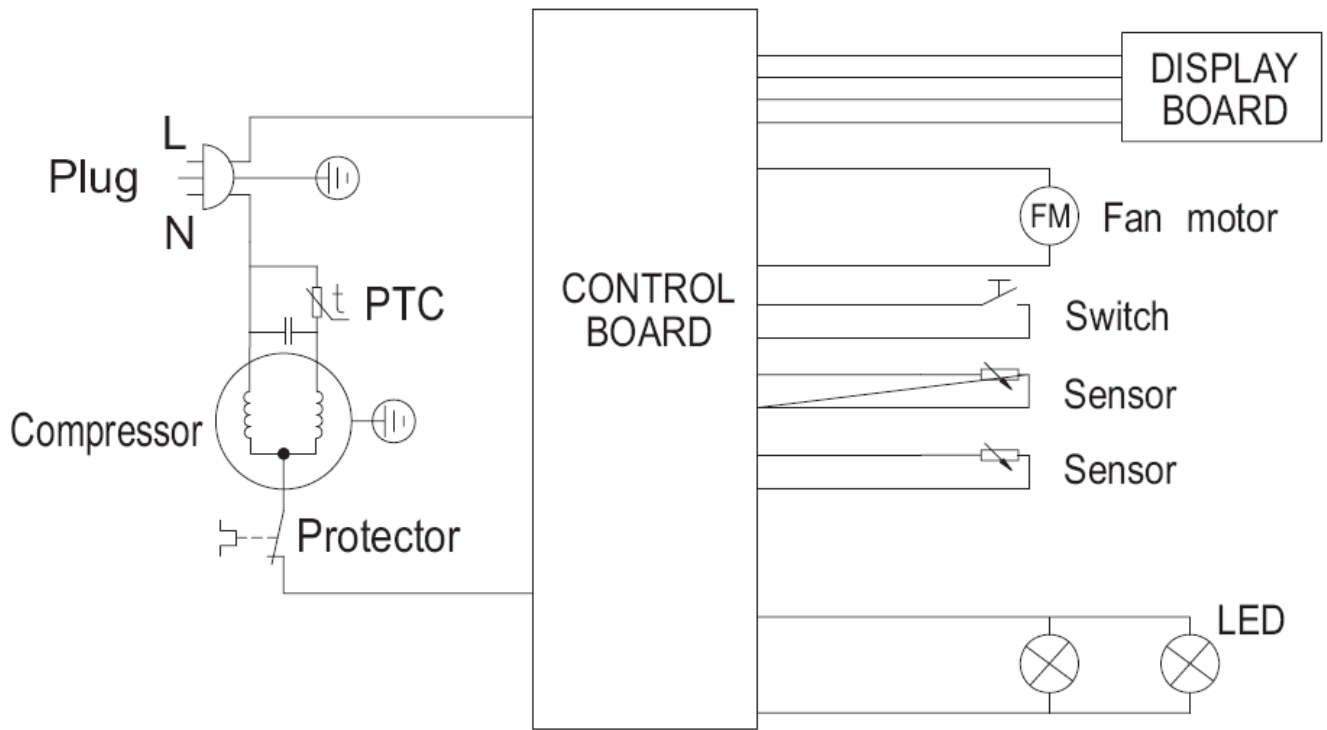 L
Plug
N
PTC
Compressor
Protector
CONTROL
BOARD
DISPLAY
BOARD
FM
Fan motor
Switch
Sensor
Sensor
LED
t